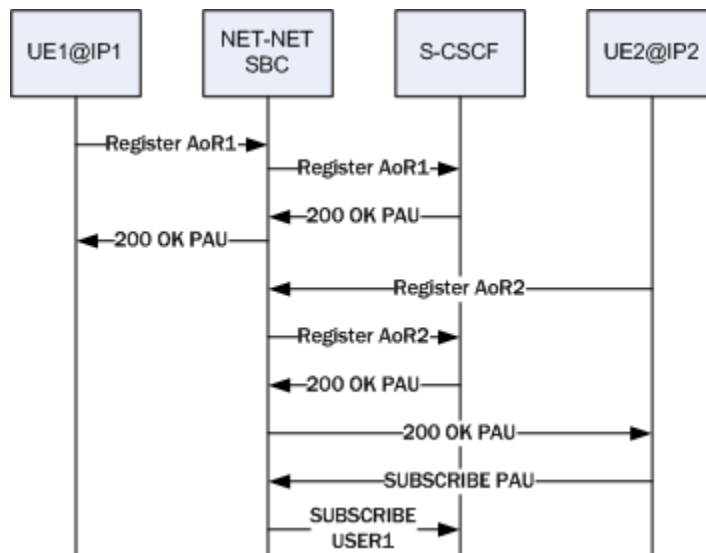 UE1@IP1
NET-NET
SBC
S-CSCF
UE2@IP2
Register AoR1
Register AoR1
200 OK PAU
200 OK PAU
Register AoR2
Register AoR2
200 OK PAU
200 OK PAU
SUBSCRIBE PAU
SUBSCRIBE
USER1